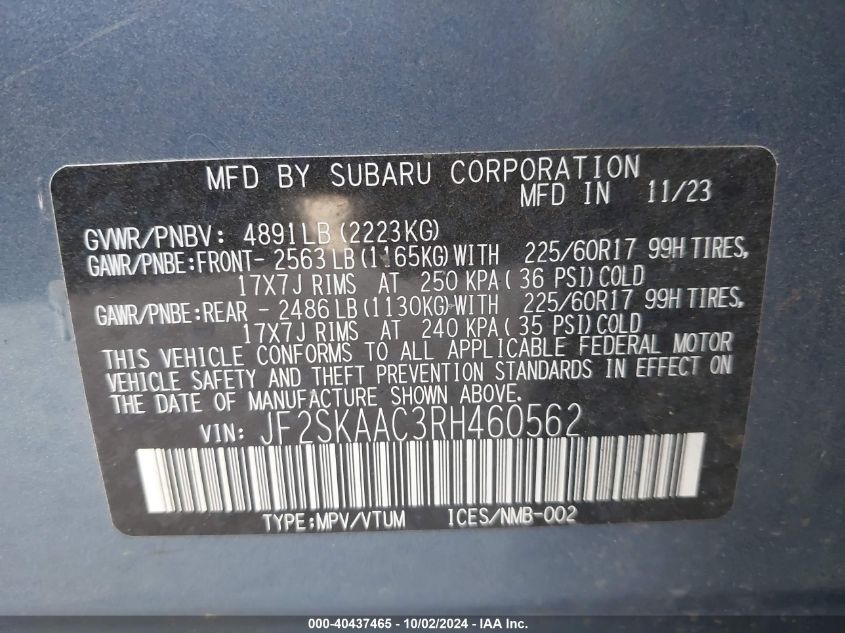 MFD BY SUBARU CORPORATION
MFD IN 11/23
GVWR/PNBV: 4891LB(2223KG)
GAWR/PNBE:FRONT- 2563LB(1165KG)WITH 225/60R17 99H TIRES,
17X7J RIMS AT 250 KPA(36 PSI)COLD
GAWR/PNBE:REAR - 2486LB(1130KG)WITH 225/60R17 99H TIRES,
17X7J RIMS AT 240 KPA(35 PSI)COLD
THIS VEHICLE CONFORMS TO ALL APPLICABLE FEDERAL MOTOR
VEHICLE SAFETY AND THEFT PREVENTION STANDARDS IN EFFECT ON
THE DATE OF MANUFACTURE SHOWN ABOVE.
VIN: JF2SKAAC3RH460562
TYPE:MPV/VTUM ICES/NMB-002
000-40437465 - 10/02/2024 - IAA Inc.